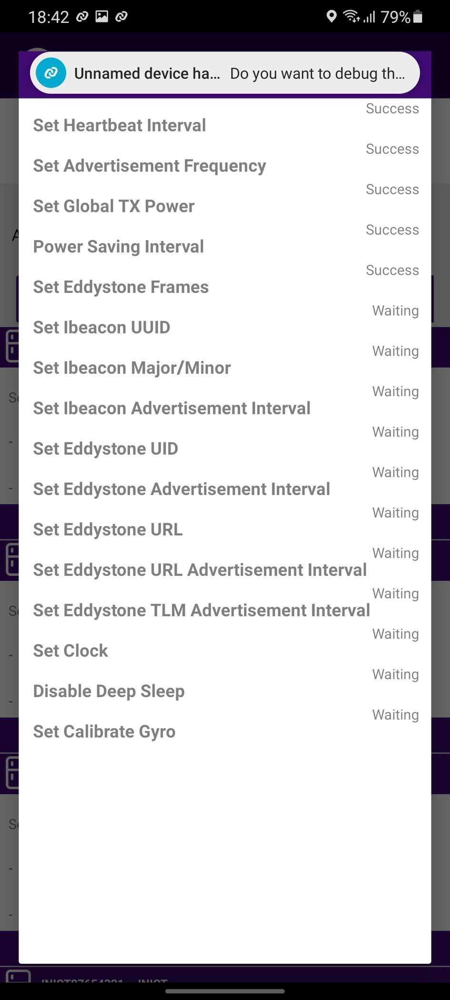 18:42
79%
Unnamed device ha... Do you want to debug th...
Success
Set Heartbeat Interval
Success
Set Advertisement Frequency
Success
Set Global TX Power
Success
Power Saving Interval
Success
Set Eddystone Frames
Waiting
Set Ibeacon UUID
Waiting
Set Ibeacon Major/Minor
Waiting
Set Ibeacon Advertisement Interval
Waiting
Set Eddystone UID
Waiting
Set Eddystone Advertisement Interval
Waiting
Set Eddystone URL
Waiting
Set Eddystone URL Advertisement Interval
Waiting
Set Eddystone TLM Advertisement Interval
Waiting
Set Clock
Waiting
Disable Deep Sleep
Waiting
Set Calibrate Gyro